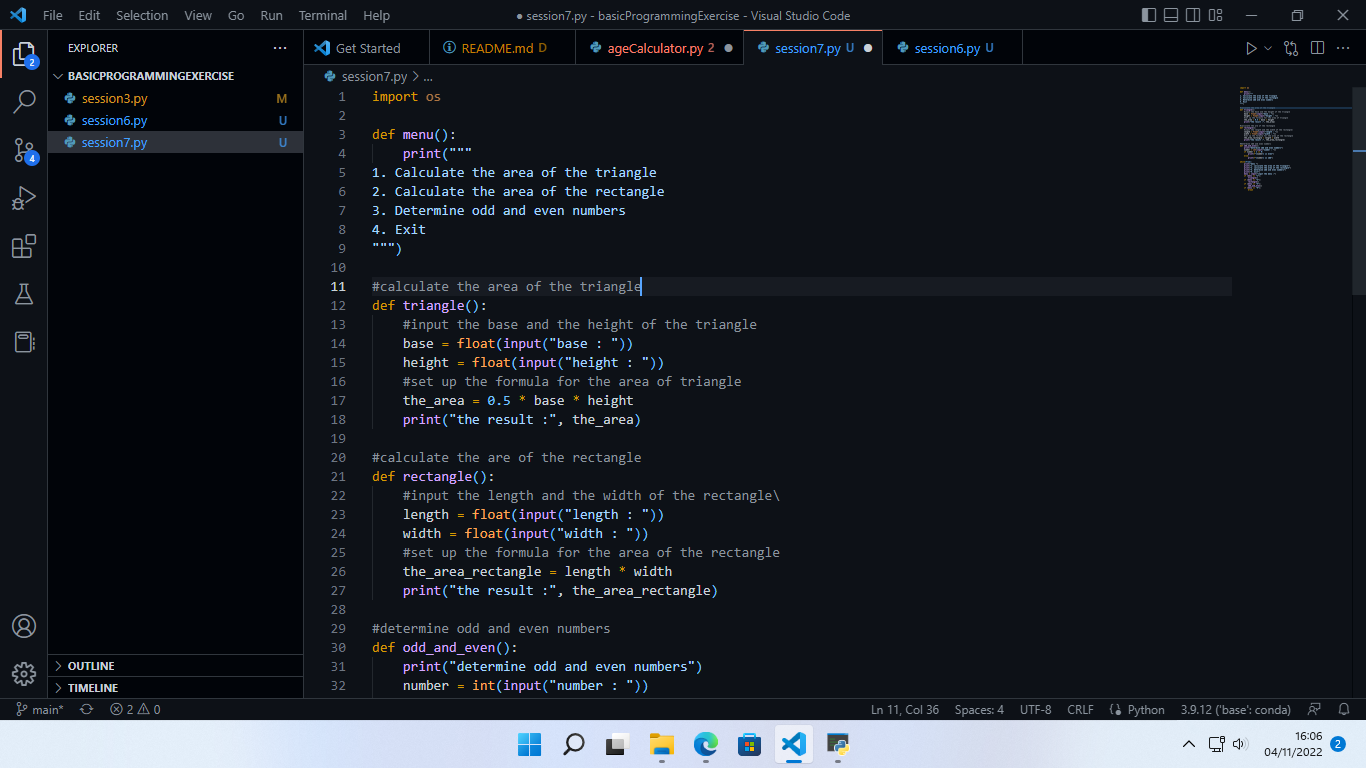 File Edit Selection View Go Run Terminal Help
● session7.py - basicProgrammingExercise - Visual Studio Code
EXPLORER
BASICPROGRAMMINGEXERCISE
session3.py M
session6.py U
session7.py U
OUTLINE
TIMELINE
2
4
Get Started
README.md D
ageCalculator.py 2
session7.py U
session6.py U
session7.py > ...
1 import os
2
3 def menu():
4 print("""
5 1. Calculate the area of the triangle
6 2. Calculate the area of the rectangle
7 3. Determine odd and even numbers
8 4. Exit
9 """)
10
11 #calculate the area of the triangle
12 def triangle():
13 #input the base and the height of the triangle
14 base = float(input("base : "))
15 height = float(input("height : "))
16 #set up the formula for the area of triangle
17 the_area = 0.5 * base * height
18 print("the result :", the_area)
19
20 #calculate the are of the rectangle
21 def rectangle():
22 #input the length and the width of the rectangle\
23 length = float(input("length : "))
24 width = float(input("width : "))
25 #set up the formula for the area of the rectangle
26 the_area_rectangle = length * width
27 print("the result :", the_area_rectangle)
28
29 #determine odd and even numbers
30 def odd_and_even():
31 print("determine odd and even numbers")
32 number = int(input("number : "))
main* 2 0
Ln 11, Col 36 Spaces: 4 UTF-8 CRLF Python 3.9.12 ('base': conda)
16:06
04/11/2022
2